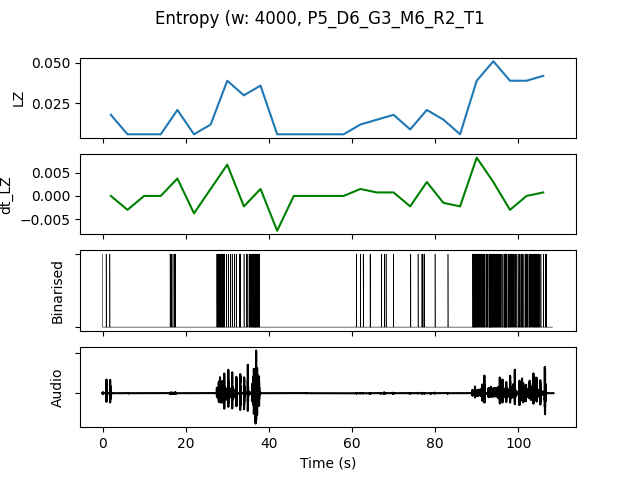 Entropy (w: 4000, P5_D6_G3_M6_R2_T1
0.050
0.025
LZ
0.005
0.000
−0.005
dt_LZ
Binarised
Audio
0 20 40 60 80 100
Time (s)